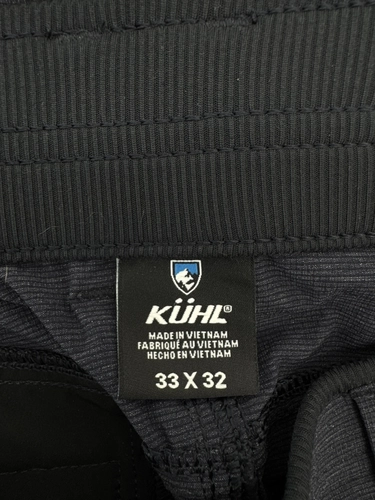 KÜHL®
MADE IN VIETNAM
FABRIQUÉ AU VIETNAM
HECHO EN VIETNAM
33 X 32